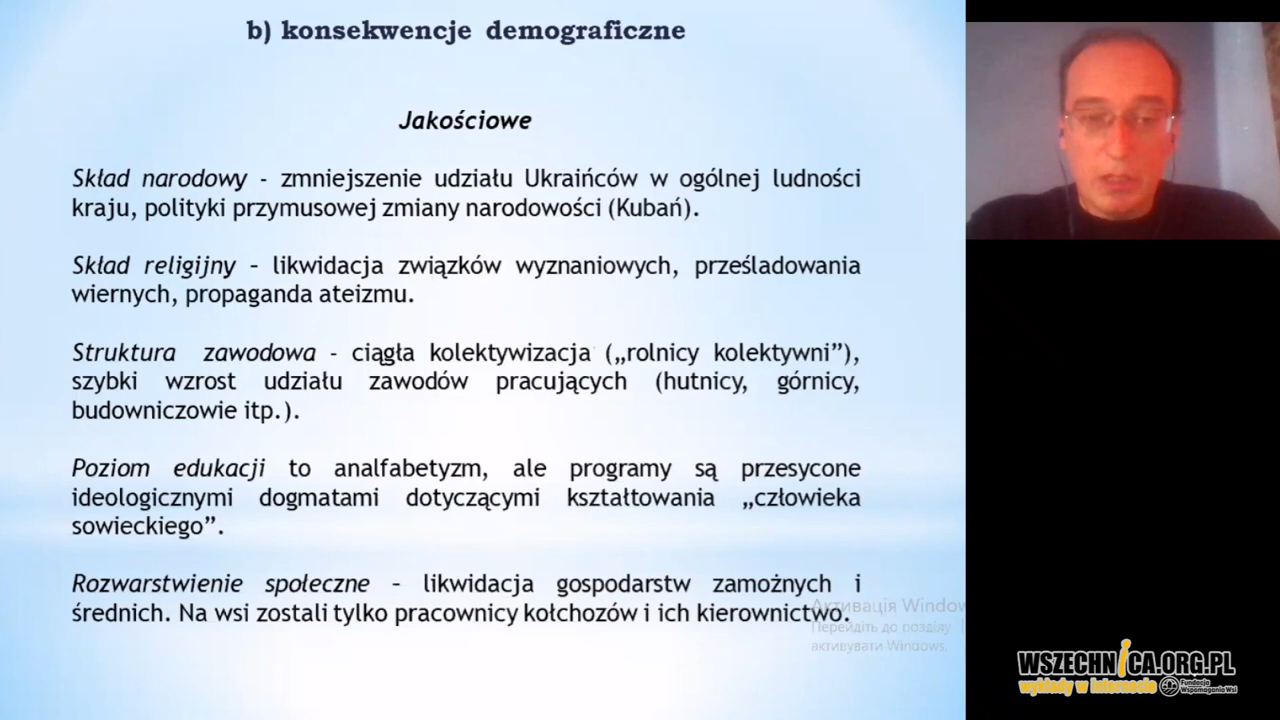 b) konsekwencje demograficzne
Jakościowe
Skład narodowy - zmniejszenie udziału Ukraińców w ogólnej ludności
kraju, polityki przymusowej zmiany narodowości (Kubań).
Skład religijny – likwidacja związków wyznaniowych, prześladowania
wiernych, propaganda ateizmu.
Struktura zawodowa - ciągła kolektywizacja („rolnicy kolektywni”),
szybki wzrost udziału zawodów pracujących (hutnicy, górnicy,
budowniczowie itp.).
Poziom edukacji to analfabetyzm, ale programy są przesycone
ideologicznymi dogmatami dotyczącymi kształtowania „człowieka
sowieckiego”.
Rozwarstwienie społeczne – likwidacja gospodarstw zamożnych i
średnich. Na wsi zostali tylko pracownicy kołchozów i ich kierownictwo.
Активація Window
Перейдіть до розділу
активувати Windows.
WSZECHNICA.ORG.PL
wykłady w internecie
Fundacja
Wspomagania Wsi